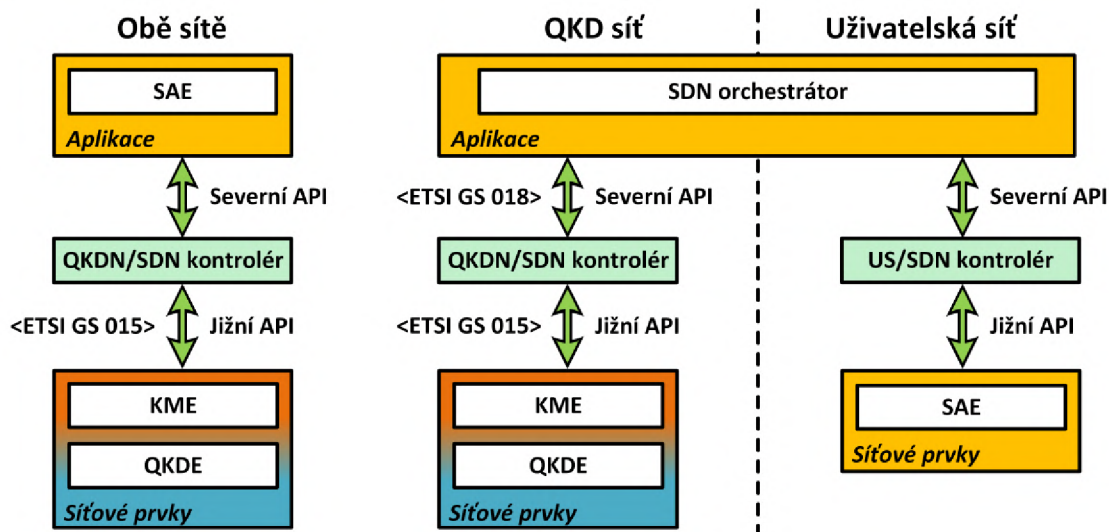 Obě sítě
SAE
Aplikace
Severní API
QKDN/SDN kontrolér
<ETSI GS 015>
Jižní API
KME
QKDE
Síťové prvky
QKD síť
Uživatelská síť
SDN orchestrátor
Aplikace
<ETSI GS 018>
Severní API
Severní API
QKDN/SDN kontrolér
US/SDN kontrolér
<ETSI GS 015>
Jižní API
Jižní API
KME
QKDE
Síťové prvky
SAE
Síťové prvky